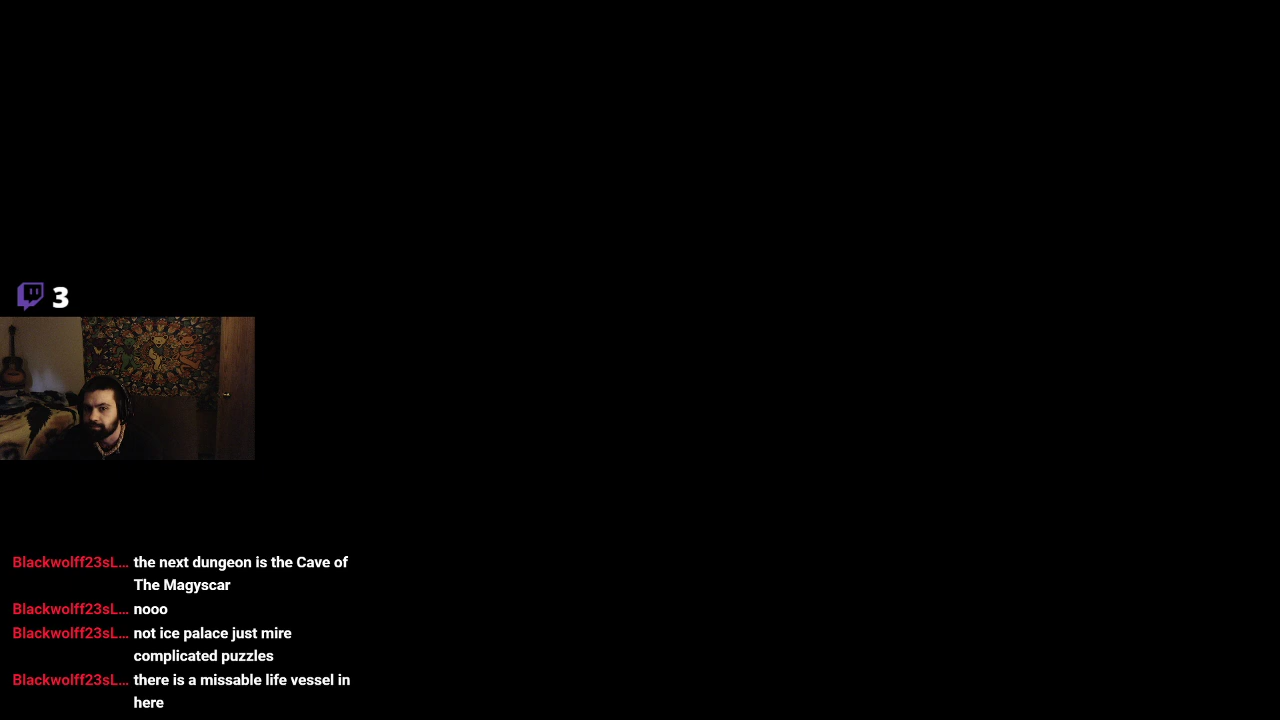 3
Blackwolff23sL... the next dungeon is the Cave of
The Magyscar
Blackwolff23sL... nooo
Blackwolff23sL... not ice palace just mire
complicated puzzles
Blackwolff23sL... there is a missable life vessel in
here